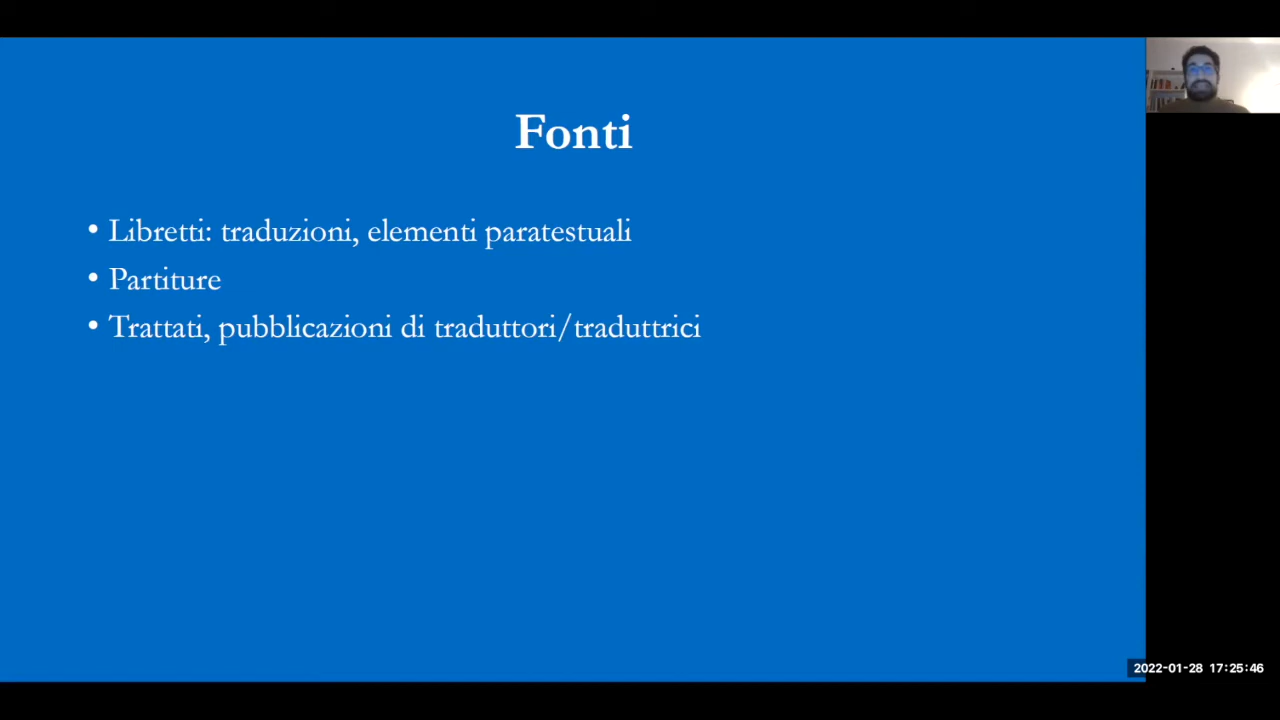 Fonti
• Libretti: traduzioni, elementi paratestuali
• Partiture
• Trattati, pubblicazioni di traduttori/traduttrici
2022-01-28 17:25:46